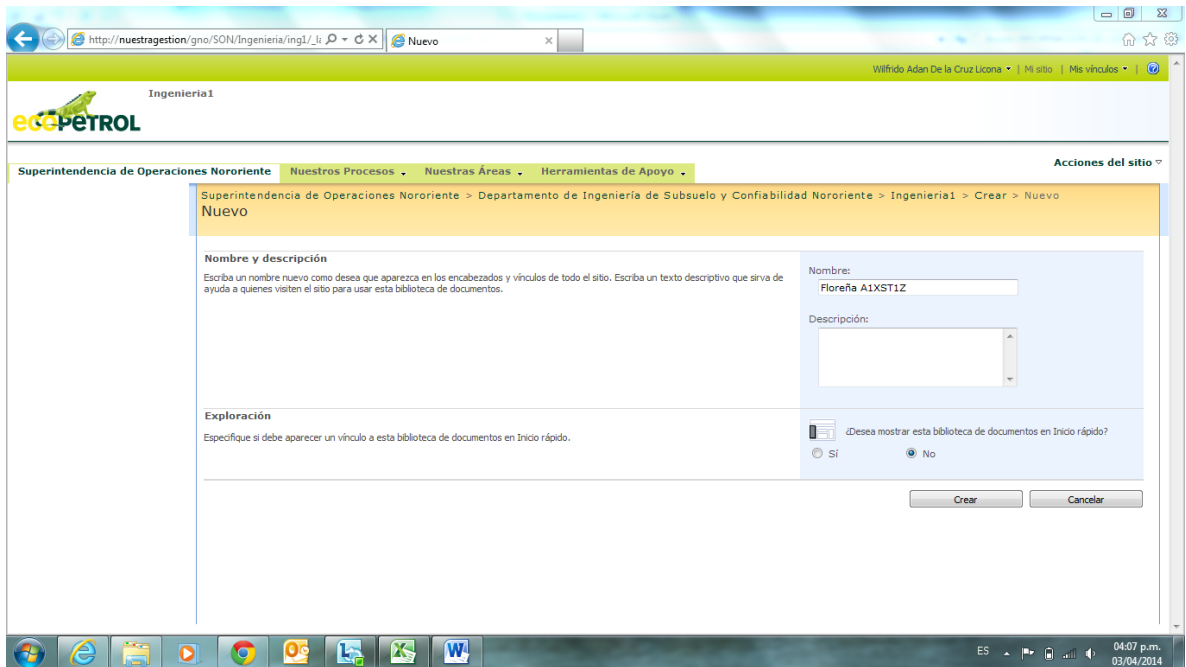 http://nuestragestion/gno/SON/Ingenieria/ing1/_la
Nuevo
Wilfrido Adan De la Cruz Licona | Mi sitio | Mis vínculos |
Ingenieria1
ecopetrol
Acciones del sitio
Superintendencia de Operaciones Nororiente Nuestros Procesos Nuestras Áreas Herramientas de Apoyo
Superintendencia de Operaciones Nororiente > Departamento de Ingeniería de Subsuelo y Confiabilidad Nororiente > Ingenieria1 > Crear > Nuevo
Nuevo
Nombre y descripción
Escriba un nombre nuevo como desea que aparezca en los encabezados y vínculos de todo el sitio. Escriba un texto descriptivo que sirva de
ayuda a quienes visiten el sitio para usar esta biblioteca de documentos.
Nombre:
Floreña A1XST1Z
Descripción:
Exploración
Especifique si debe aparecer un vínculo a esta biblioteca de documentos en Inicio rápido.
¿Desea mostrar esta biblioteca de documentos en Inicio rápido?
Sí No
Crear Cancelar
ES
04:07 p.m.
03/04/2014